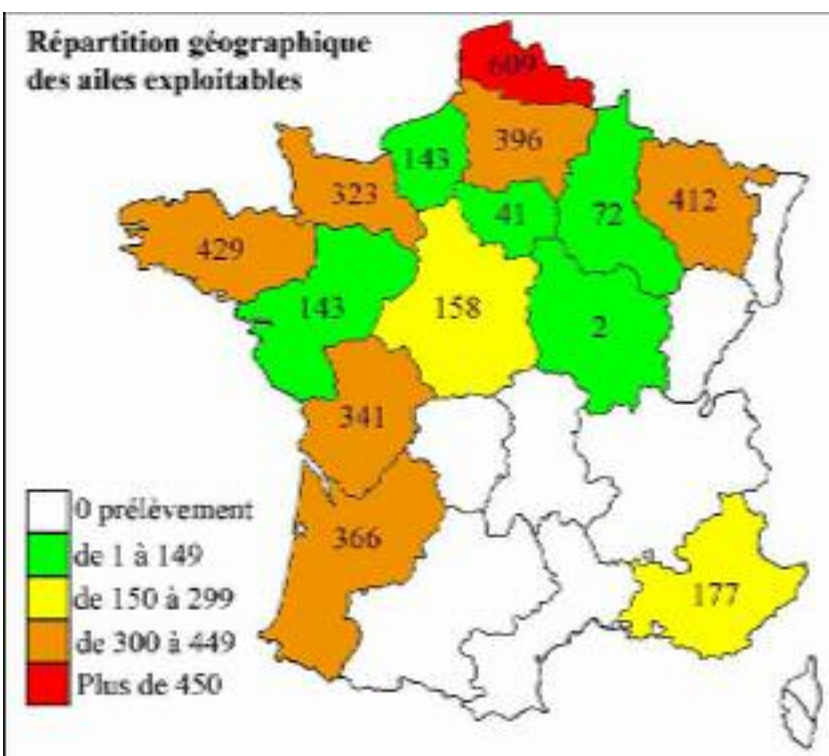 Répartition géographique
des ailes exploitables
609
396
143
323
41
72
412
429
143
158
2
341
366
177
0 prélèvement
de 1 à 149
de 150 à 299
de 300 à 449
Plus de 450